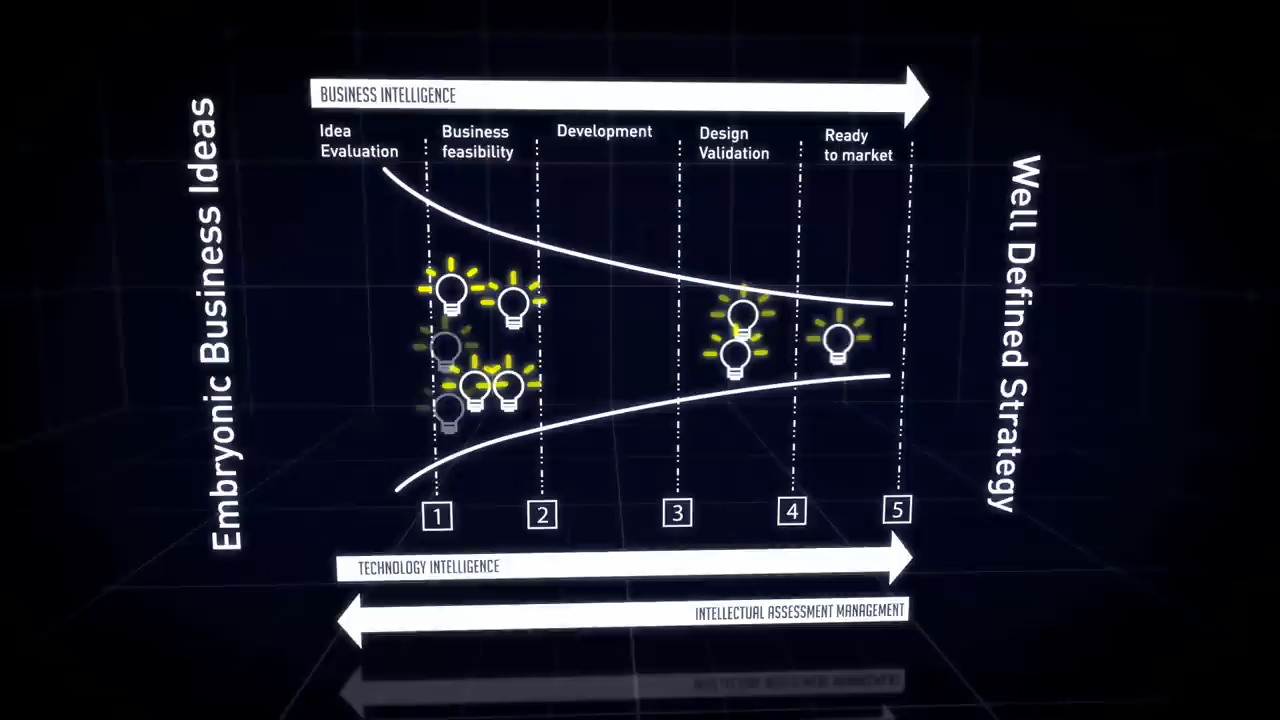 BUSINESS INTELLIGENCE
Idea
Evaluation
Business
feasibility
Development
Design
Validation
Ready
to market
Embryonic Business Ideas
Well Defined Strategy
1
2
3
4
5
TECHNOLOGY INTELLIGENCE
INTELLECTUAL ASSESSMENT MANAGEMENT